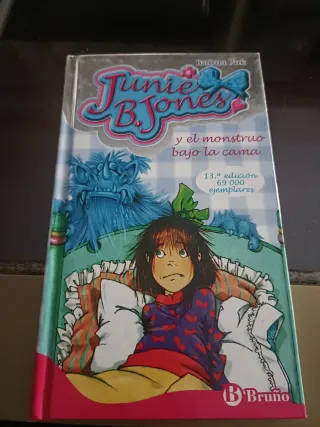 Barbara Park
Junie
B. Jones
y el monstruo
bajo la cama
13.ª edición
69 000
ejemplares
B Bruño